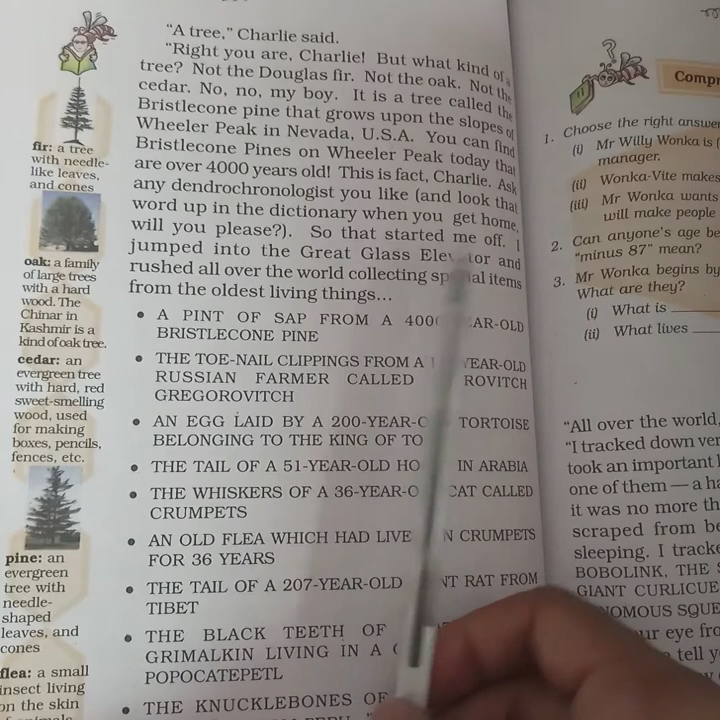 "A tree," Charlie said.
"Right you are, Charlie! But what kind of
tree? Not the Douglas fir. Not the oak. Not the
cedar. No, no, my boy. It is a tree called the
Bristlecone pine that grows upon the slopes of
Wheeler Peak in Nevada, U.S.A. You can find
Bristlecone Pines on Wheeler Peak today that
are over 4000 years old! This is fact, Charlie. Ask
any dendrochronologist you like (and look that
word up in the dictionary when you get home,
will you please?). So that started me off. I
jumped into the Great Glass Elevator and
rushed all over the world collecting special items
from the oldest living things...
• A PINT OF SAP FROM A 400 AR-OLD
BRISTLECONE PINE
• THE TOE-NAIL CLIPPINGS FROM A YEAR-OLD
RUSSIAN FARMER CALLED ROVITCH
GREGOROVITCH
• AN EGG LAID BY A 200-YEAR-O TORTOISE
BELONGING TO THE KING OF TO
• THE TAIL OF A 51-YEAR-OLD HO IN ARABIA
• THE WHISKERS OF A 36-YEAR-O CAT CALLED
CRUMPETS
• AN OLD FLEA WHICH HAD LIVE N CRUMPETS
FOR 36 YEARS
• THE TAIL OF A 207-YEAR-OLD NT RAT FROM
TIBET
• THE BLACK TEETH OF
GRIMALKIN LIVING IN A
POPOCATEPETL
• THE KNUCKLEBONES OF
fir: a tree
with needle-
like leaves,
and cones
oak: a family
of large trees
with a hard
wood. The
Chinar in
Kashmir is a
kind of oak tree.
cedar: an
evergreen tree
with hard, red
sweet-smelling
wood, used
for making
boxes, pencils,
fences, etc.
pine: an
evergreen
tree with
needle-
shaped
leaves, and
cones
flea: a small
insect living
on the skin
?
Compr
1. Choose the right answer
(i) Mr Willy Wonka is (
manager.
(ii) Wonka-Vite makes
(iii) Mr Wonka wants
will make people
2. Can anyone's age be
"minus 87" mean?
3. Mr Wonka begins by
What are they?
(i) What is
(ii) What lives
"All over the world,
"I tracked down ver
took an important
one of them — a ha
it was no more th
scraped from be
sleeping. I tracke
BOBOLINK, THE S
GIANT CURLICUE
NOMOUS SQUE
ur eye fro
tell y